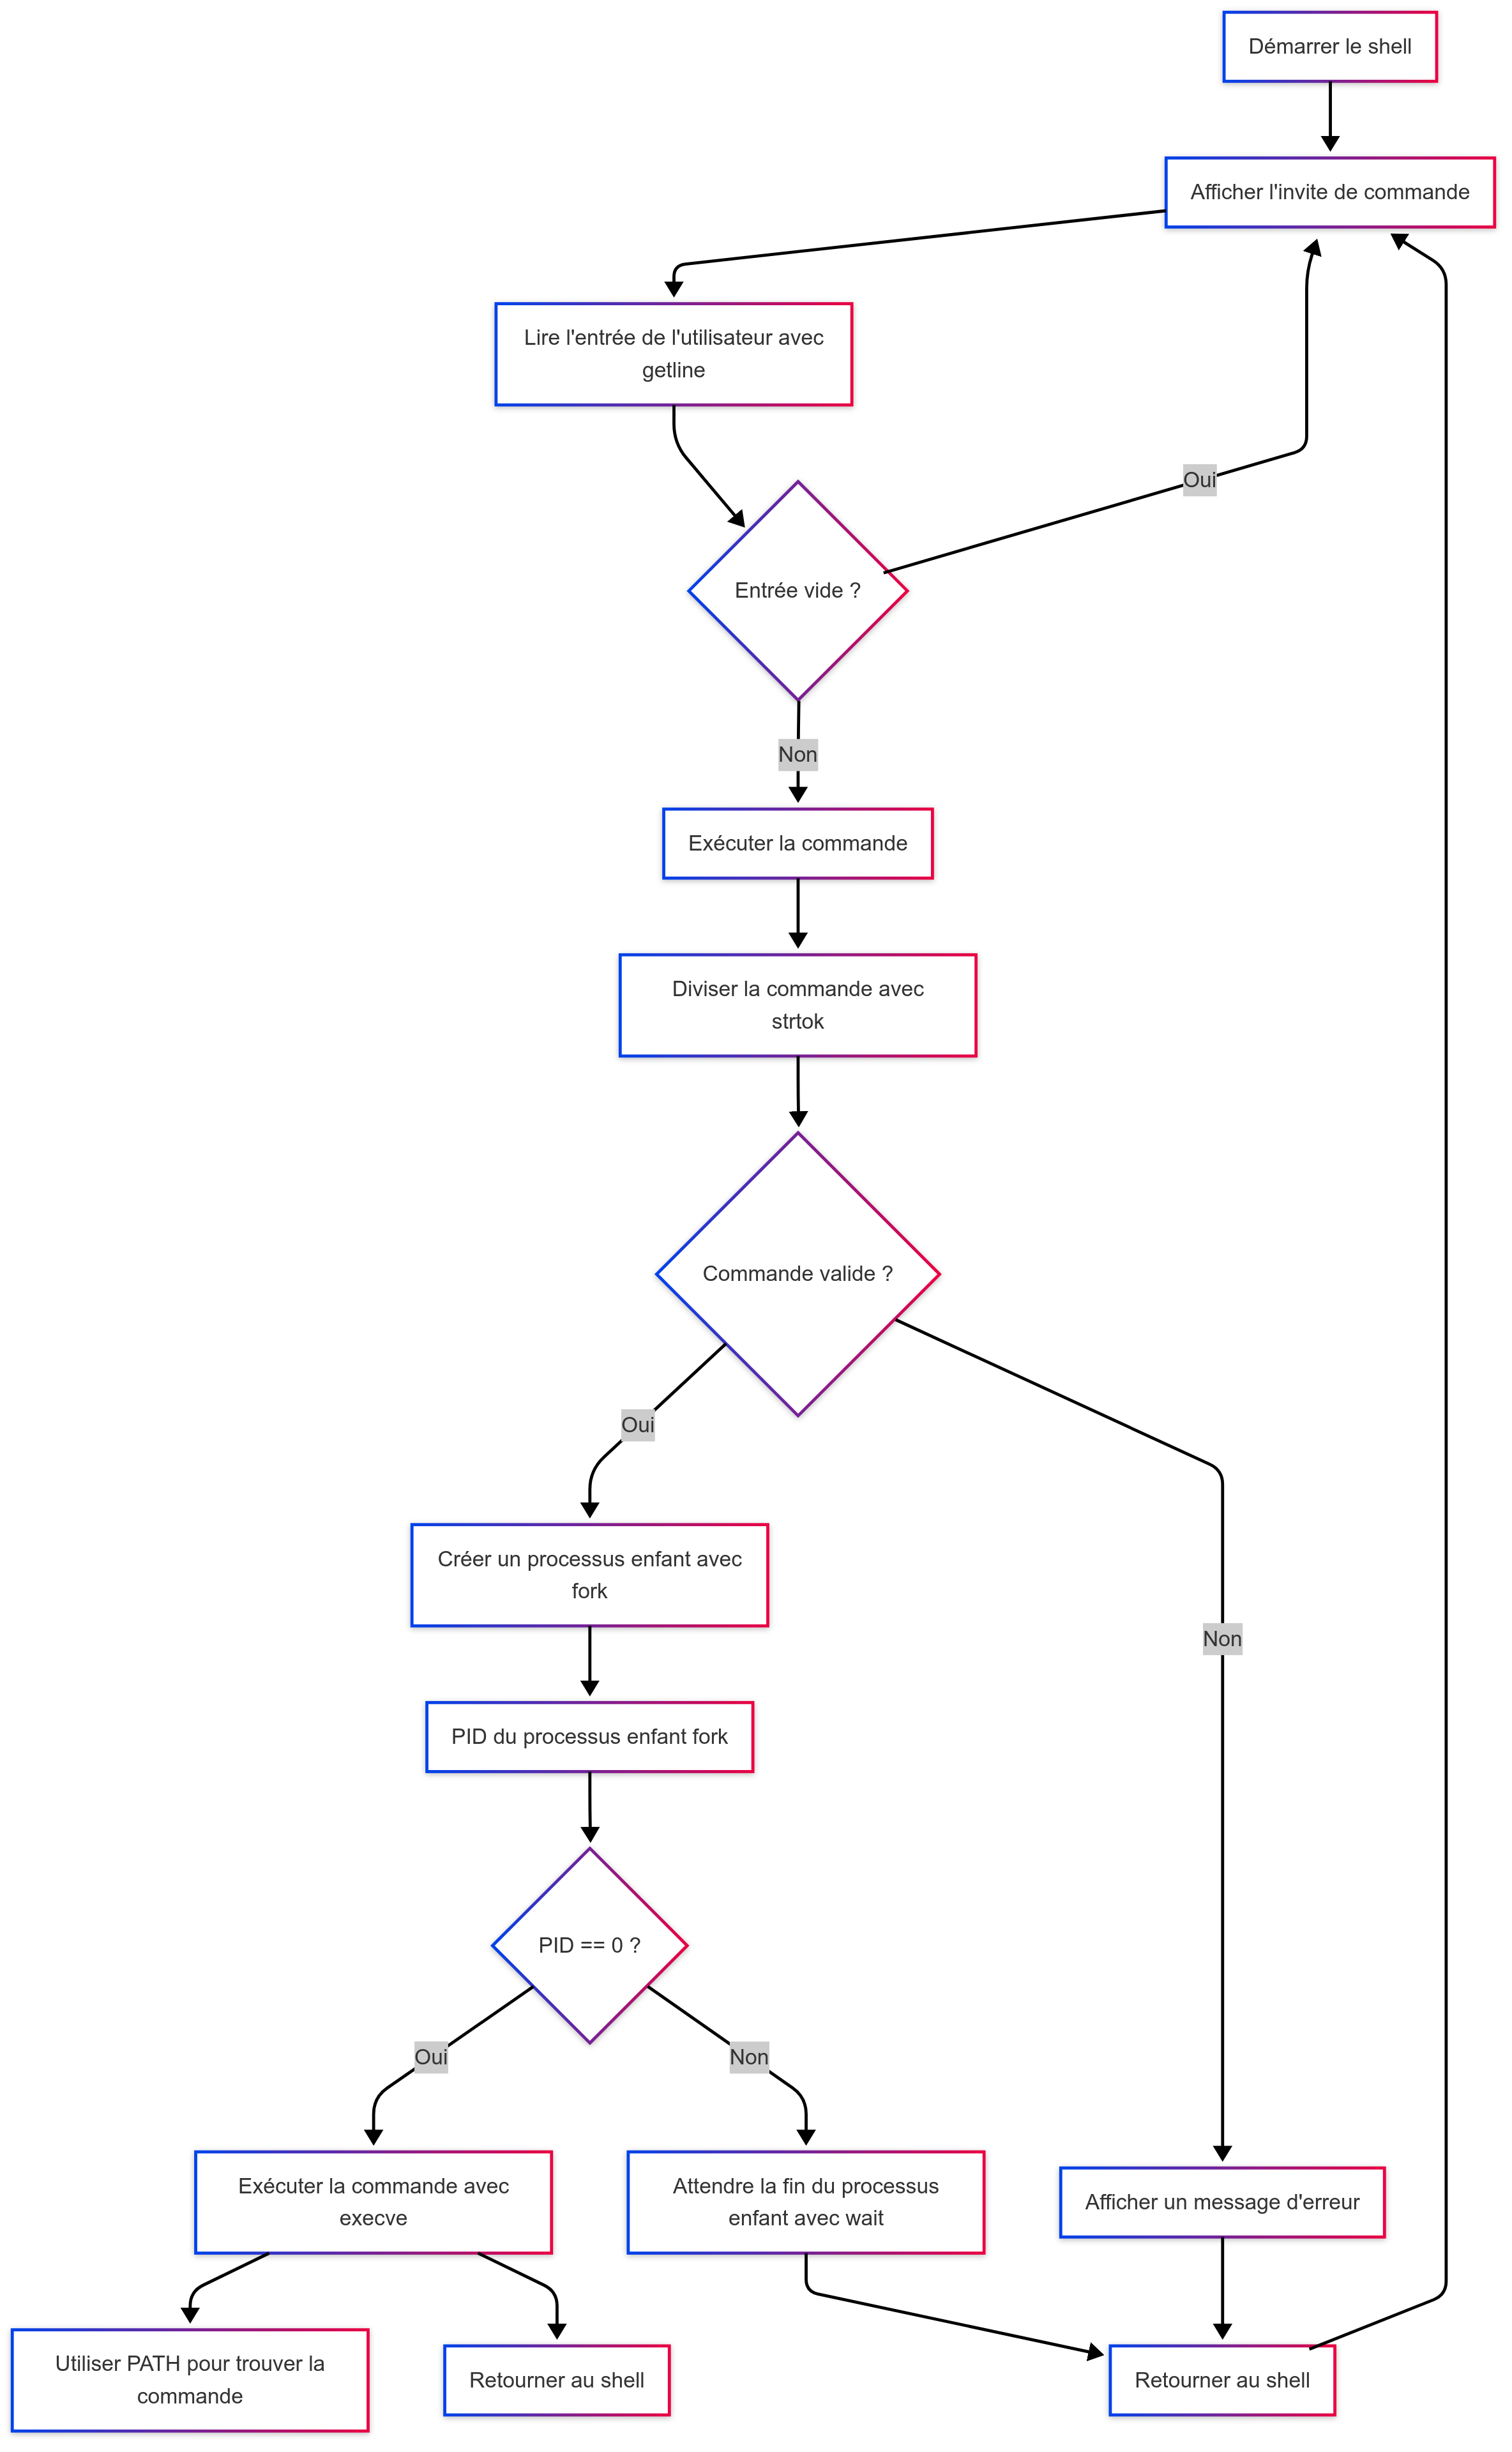 Démarrer le shell
Afficher l'invite de commande
Lire l'entrée de l'utilisateur avec
getline
Oui
Entrée vide ?
Non
Exécuter la commande
Diviser la commande avec
strtok
Commande valide ?
Oui
Créer un processus enfant avec
fork
Non
PID du processus enfant fork
PID == 0 ?
Oui
Non
Exécuter la commande avec
execve
Attendre la fin du processus
enfant avec wait
Afficher un message d'erreur
Utiliser PATH pour trouver la
commande
Retourner au shell
Retourner au shell